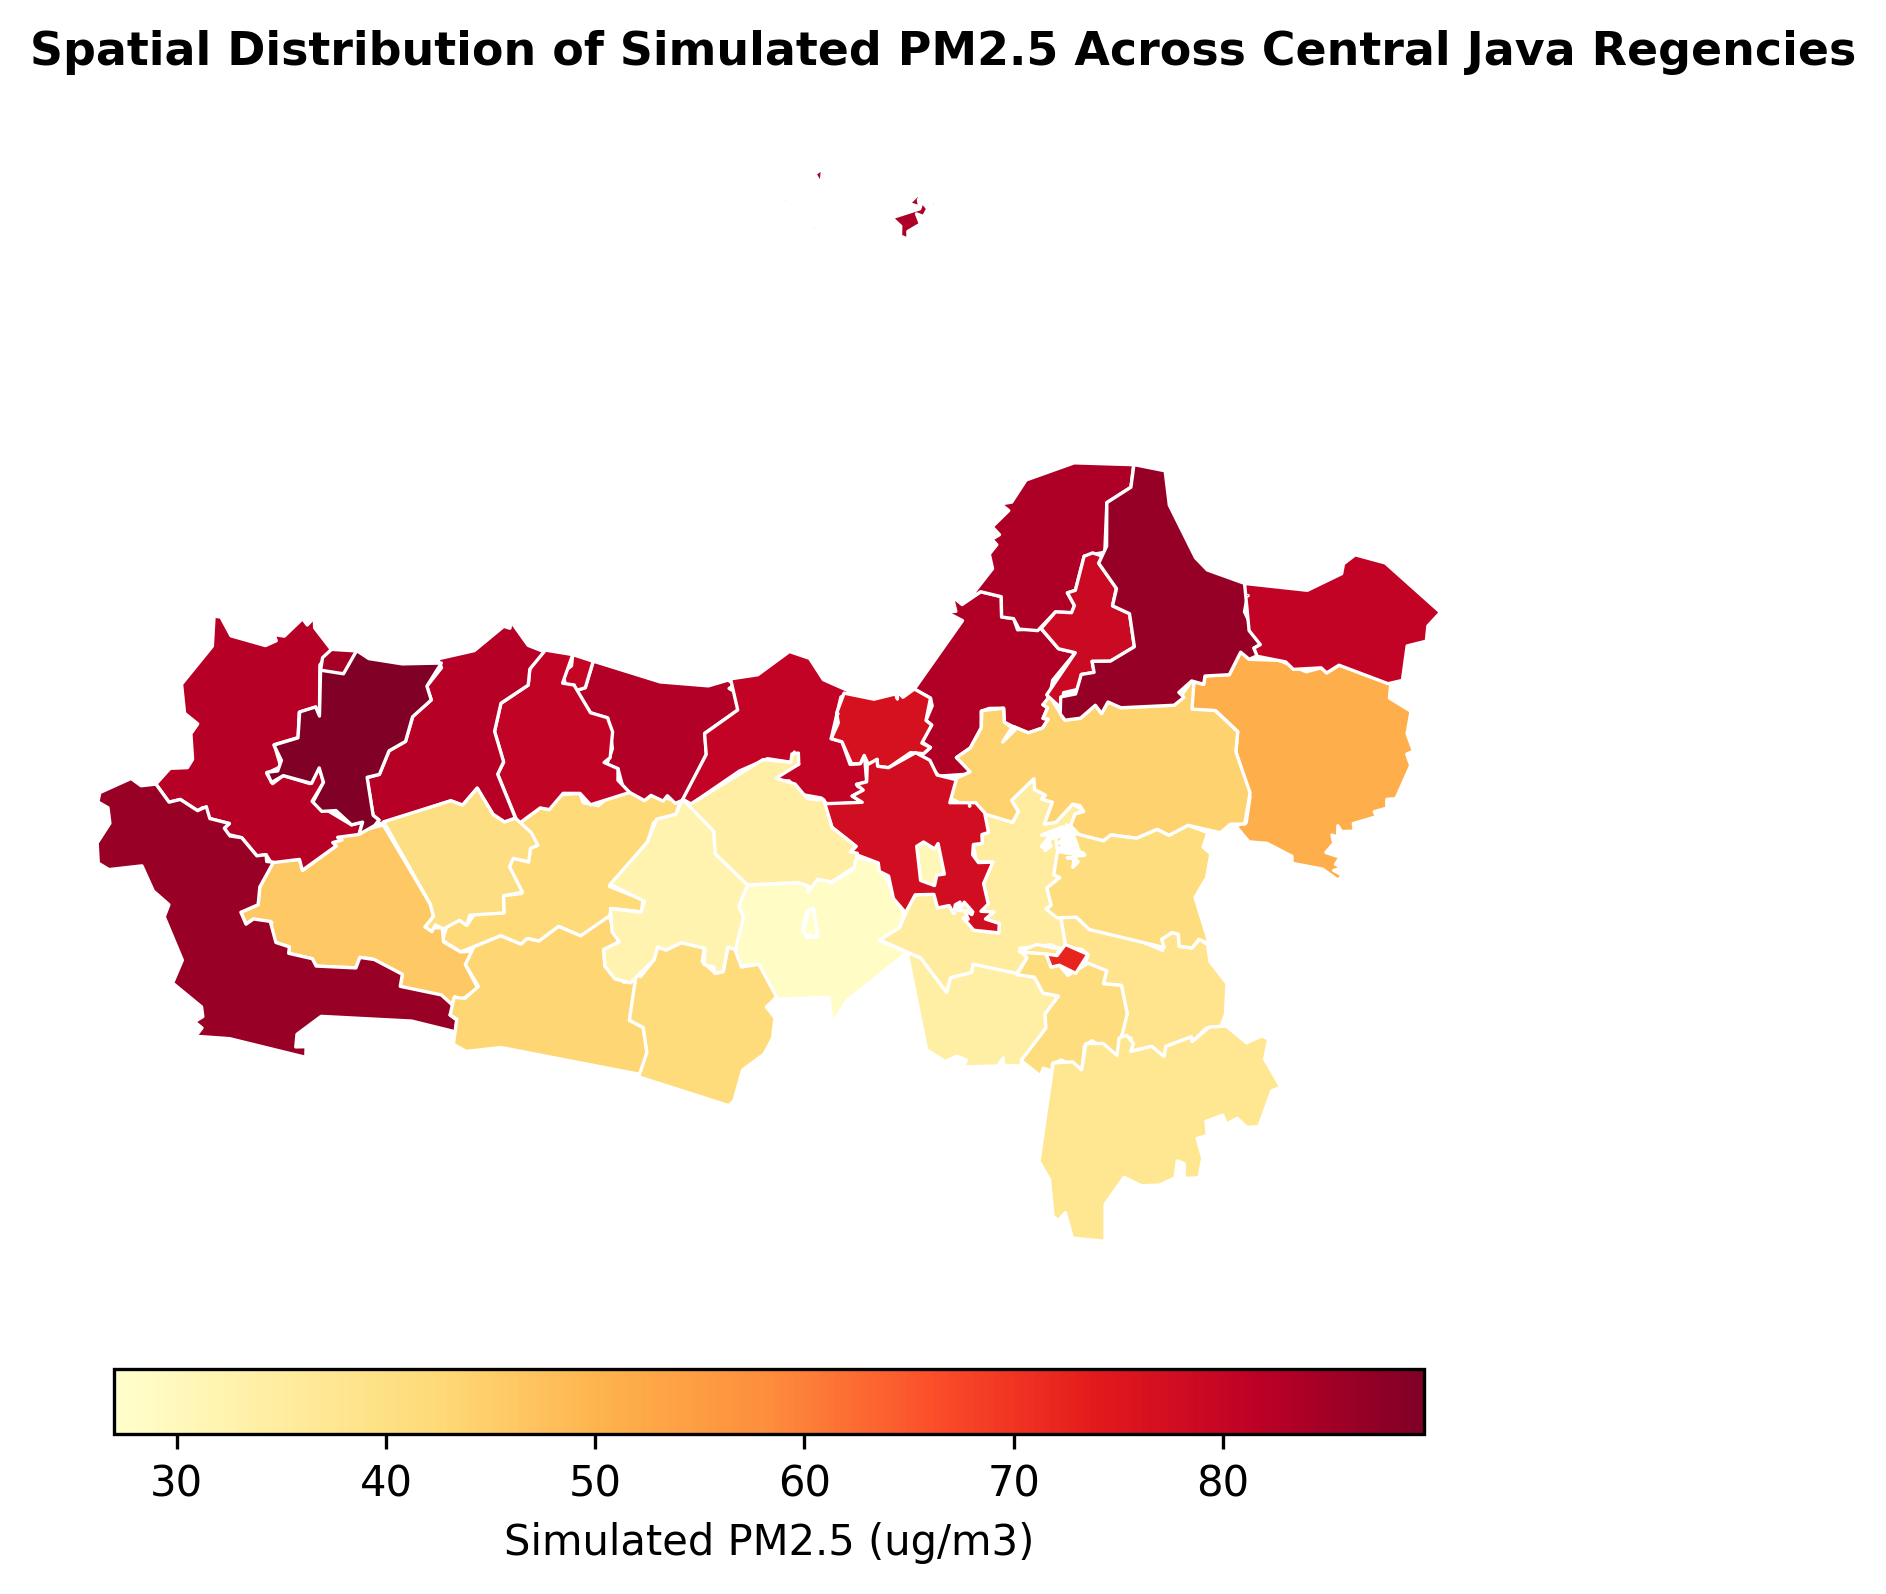 Spatial Distribution of Simulated PM2.5 Across Central Java Regencies
30 40 50 60 70 80
Simulated PM2.5 (ug/m3)